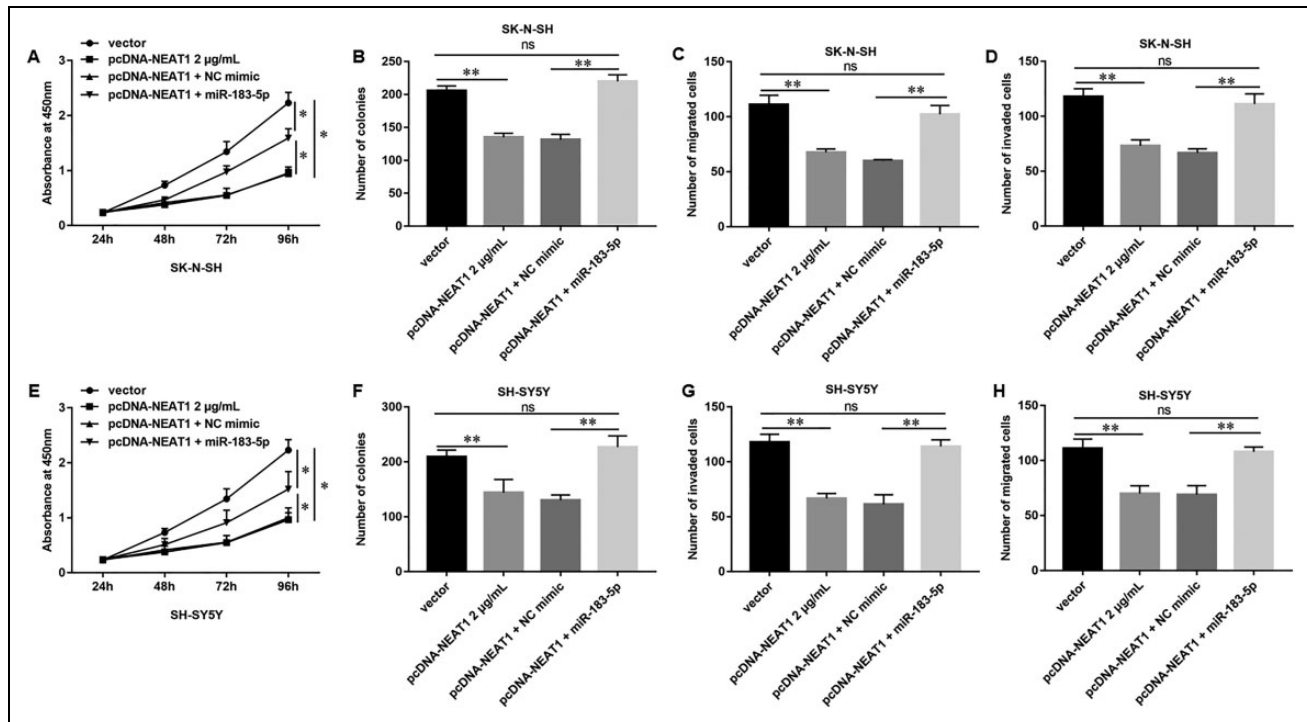 A
vector
pcDNA-NEAT1 2 μg/mL
pcDNA-NEAT1 + NC mimic
pcDNA-NEAT1 + miR-183-5p
Absorbance at 450nm
3
2
1
0
*
*
*
24h 48h 72h 96h
SK-N-SH
B
SK-N-SH
ns
**
**
Number of colonies
250
200
150
100
50
0
vector
pcDNA-NEAT1 2 μg/mL
pcDNA-NEAT1 + NC mimic
pcDNA-NEAT1 + miR-183-5p
C
SK-N-SH
ns
**
**
Number of migrated cells
150
100
50
0
vector
pcDNA-NEAT1 2 μg/mL
pcDNA-NEAT1 + NC mimic
pcDNA-NEAT1 + miR-183-5p
D
SK-N-SH
ns
**
**
Number of invaded cells
150
100
50
0
vector
pcDNA-NEAT1 2 μg/mL
pcDNA-NEAT1 + NC mimic
pcDNA-NEAT1 + miR-183-5p
E
vector
pcDNA-NEAT1 2 μg/mL
pcDNA-NEAT1 + NC mimic
pcDNA-NEAT1 + miR-183-5p
Absorbance at 450nm
3
2
1
0
*
*
*
24h 48h 72h 96h
SH-SY5Y
F
SH-SY5Y
ns
**
**
Number of colonies
300
200
100
0
vector
pcDNA-NEAT1 2 μg/mL
pcDNA-NEAT1 + NC mimic
pcDNA-NEAT1 + miR-183-5p
G
SH-SY5Y
ns
**
**
Number of invaded cells
150
100
50
0
vector
pcDNA-NEAT1 2 μg/mL
pcDNA-NEAT1 + NC mimic
pcDNA-NEAT1 + miR-183-5p
H
SH-SY5Y
ns
**
**
Number of migrated cells
150
100
50
0
vector
pcDNA-NEAT1 2 μg/mL
pcDNA-NEAT1 + NC mimic
pcDNA-NEAT1 + miR-183-5p